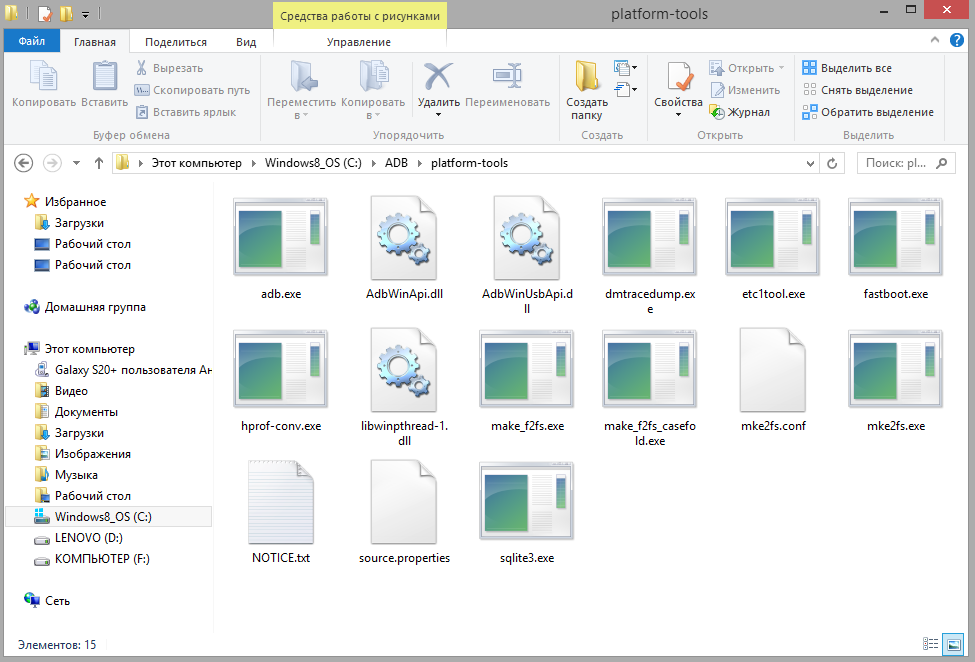 Средства работы с рисунками
platform-tools
Файл
Главная
Поделиться
Вид
Управление
Копировать
Вставить
Вырезать
Скопировать путь
Вставить ярлык
Буфер обмена
Переместить
в
Копировать
в
Удалить
Переименовать
Упорядочить
Создать
папку
Создать
Свойства
Открыть
Изменить
Журнал
Открыть
Выделить все
Снять выделение
Обратить выделение
Выделить
Этот компьютер
Windows8_OS (C:)
ADB
platform-tools
Поиск: pl...
Избранное
Загрузки
Рабочий стол
Рабочий стол
Домашняя группа
Этот компьютер
Galaxy S20+ пользователя Ан
Видео
Документы
Загрузки
Изображения
Музыка
Рабочий стол
Windows8_OS (C:)
LENOVO (D:)
КОМПЬЮТЕР (F:)
Сеть
adb.exe
AdbWinApi.dll
AdbWinUsbApi.d
ll
dmtracedump.ex
e
etc1tool.exe
fastboot.exe
hprof-conv.exe
libwinpthread-1.
dll
make_f2fs.exe
make_f2fs_casefo
ld.exe
mke2fs.conf
mke2fs.exe
NOTICE.txt
source.properties
sqlite3.exe
Элементов: 15